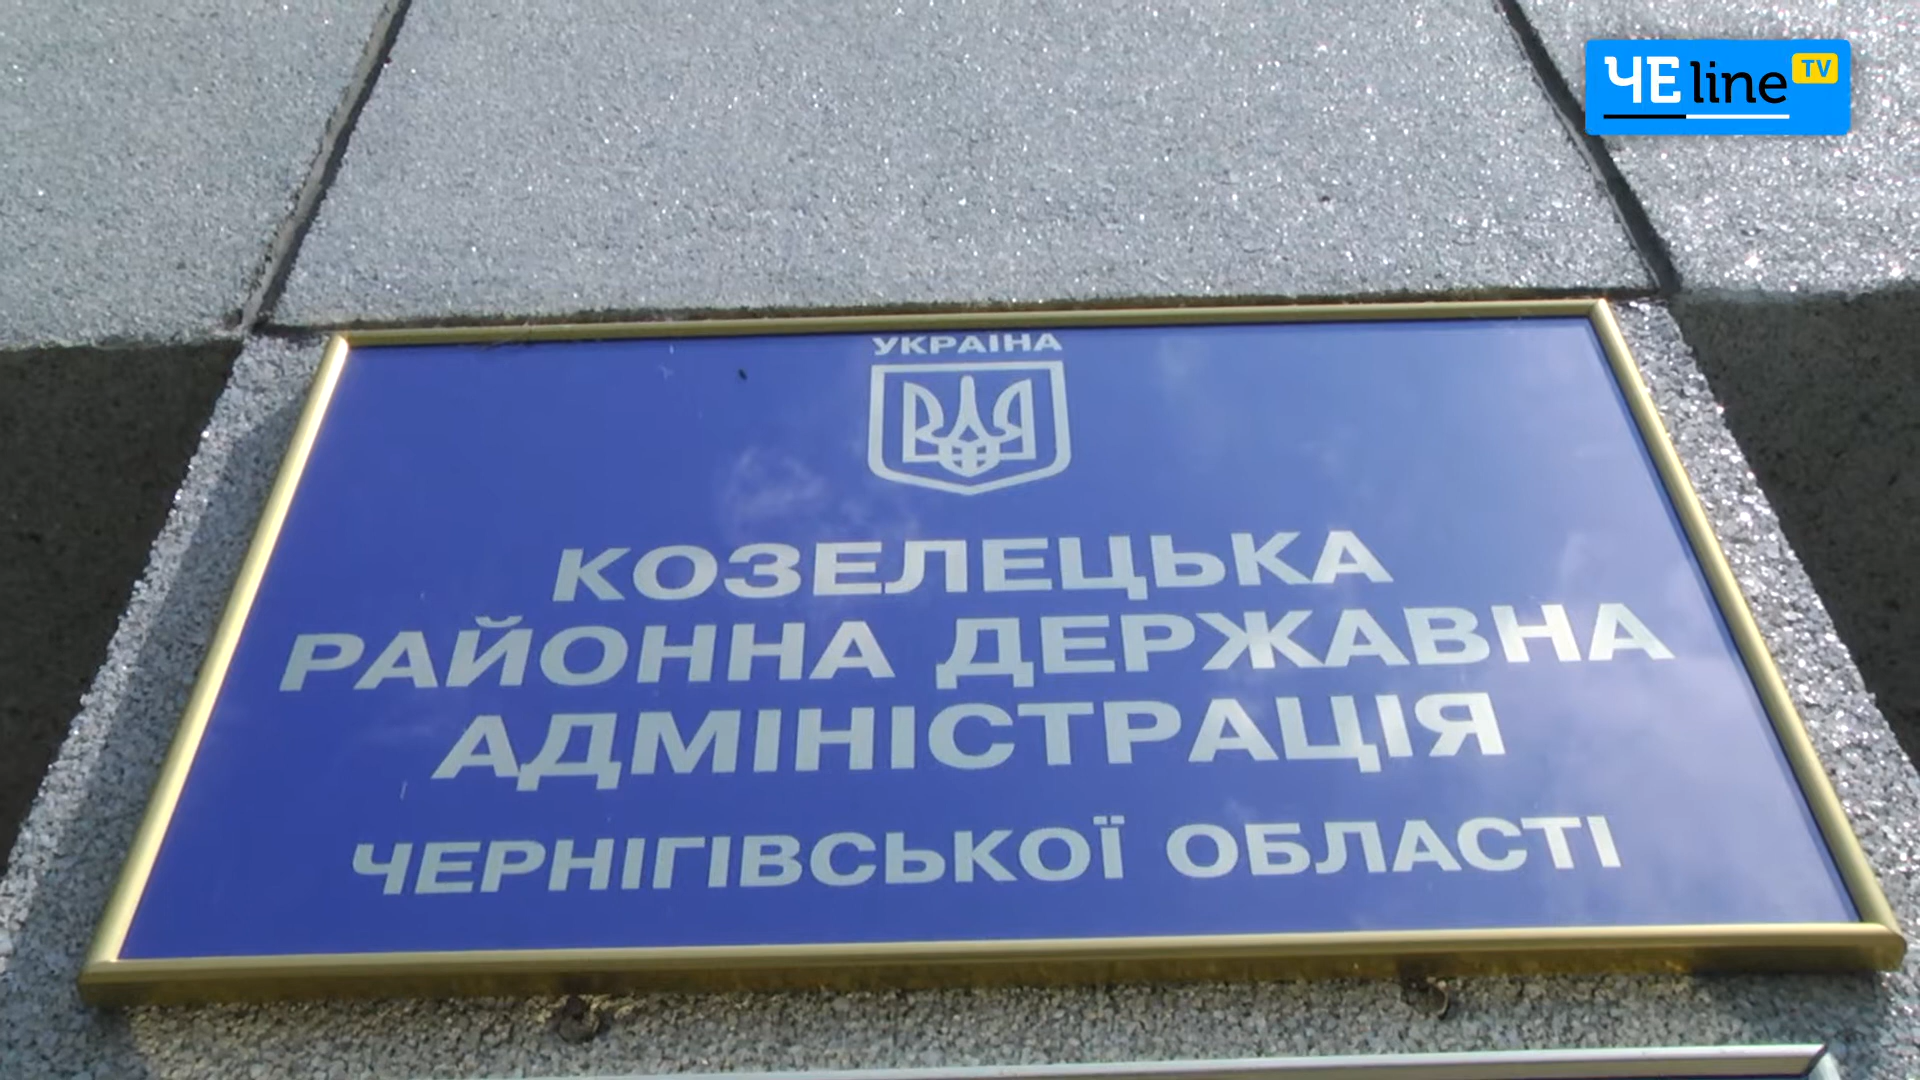 ЧЕline TV
УКРАЇНА
КОЗЕЛЕЦЬКА
РАЙОННА ДЕРЖАВНА
АДМІНІСТРАЦІЯ
ЧЕРНІГІВСЬКОЇ ОБЛАСТІ